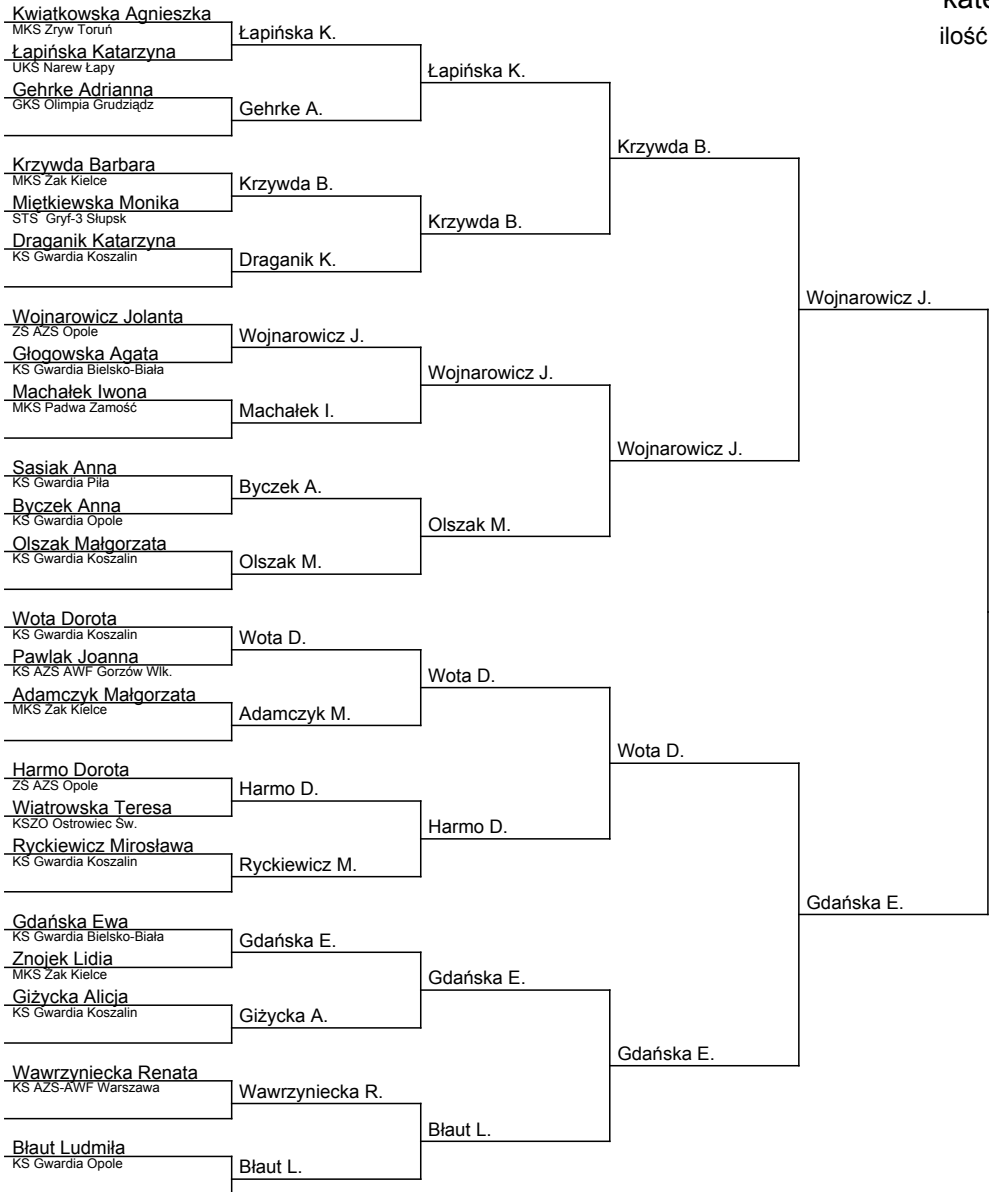 Kwiatkowska Agnieszka
MKS Zryw Toruń
Łapińska Katarzyna
UKS Narew Łapy
Gehrke Adrianna
GKS Olimpia Grudziądz
Krzywda Barbara
MKS Żak Kielce
Miętkiewska Monika
STS Gryf-3 Słupsk
Draganik Katarzyna
KS Gwardia Koszalin
Wojnarowicz Jolanta
ZŚ AZS Opole
Głogowska Agata
KS Gwardia Bielsko-Biała
Machałek Iwona
MKS Padwa Zamość
Sasiak Anna
KS Gwardia Piła
Byczek Anna
KS Gwardia Opole
Olszak Małgorzata
KS Gwardia Koszalin
Wota Dorota
KS Gwardia Koszalin
Pawlak Joanna
KS AZS AWF Gorzów Wlk.
Adamczyk Małgorzata
MKS Żak Kielce
Harmo Dorota
ZŚ AZS Opole
Wiatrowska Teresa
KSZO Ostrowiec Św.
Ryckiewicz Mirosława
KS Gwardia Koszalin
Gdańska Ewa
KS Gwardia Bielsko-Biała
Znojek Lidia
MKS Żak Kielce
Giżycka Alicja
KS Gwardia Koszalin
Wawrzyniecka Renata
KS AZS-AWF Warszawa
Błaut Ludmiła
KS Gwardia Opole
Łapińska K.
Gehrke A.
Krzywda B.
Draganik K.
Wojnarowicz J.
Machałek I.
Byczek A.
Olszak M.
Wota D.
Adamczyk M.
Harmo D.
Ryckiewicz M.
Gdańska E.
Giżycka A.
Wawrzyniecka R.
Błaut L.
Łapińska K.
Krzywda B.
Wojnarowicz J.
Olszak M.
Wota D.
Harmo D.
Gdańska E.
Błaut L.
Krzywda B.
Wojnarowicz J.
Wota D.
Gdańska E.
Wojnarowicz J.
Gdańska E.
ilość